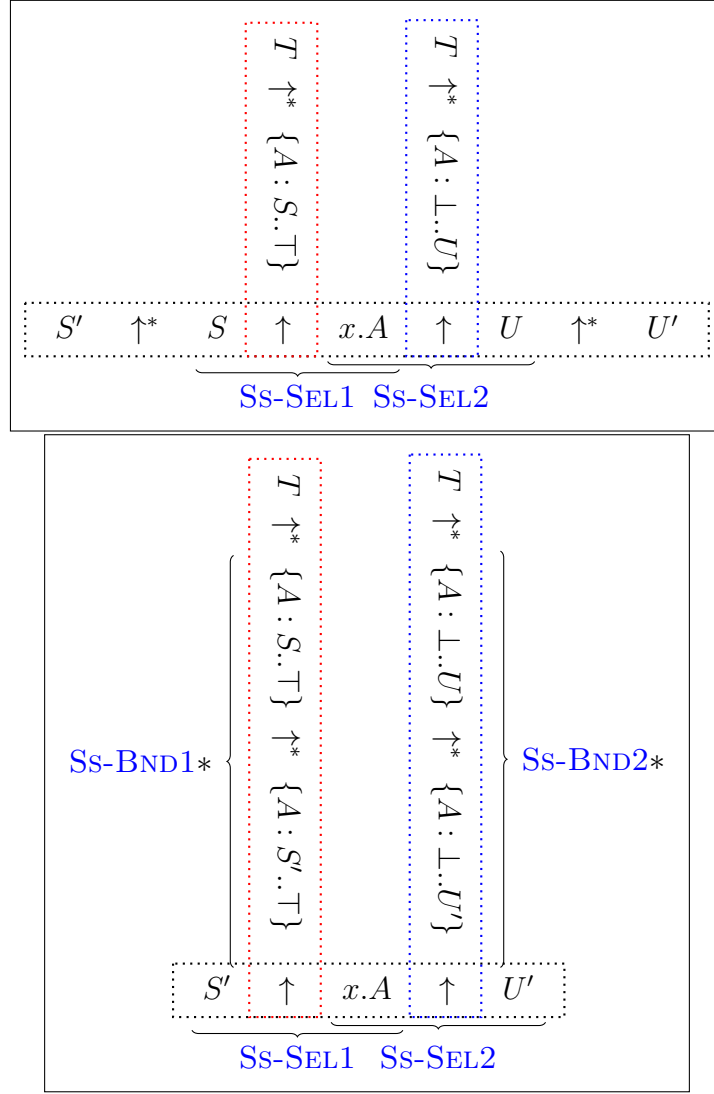 T ↑* {A : S..⊤}
T ↑* {A : ⊥..U}
S′ ↑* S ↑ x.A ↑ U ↑* U′
Ss-Sel1 Ss-Sel2
T ↑* {A : S..⊤} ↑* {A : S′..⊤}
T ↑* {A : ⊥..U} ↑* {A : ⊥..U′}
Ss-Bnd1* Ss-Bnd2*
S′ ↑ x.A ↑ U′
Ss-Sel1 Ss-Sel2